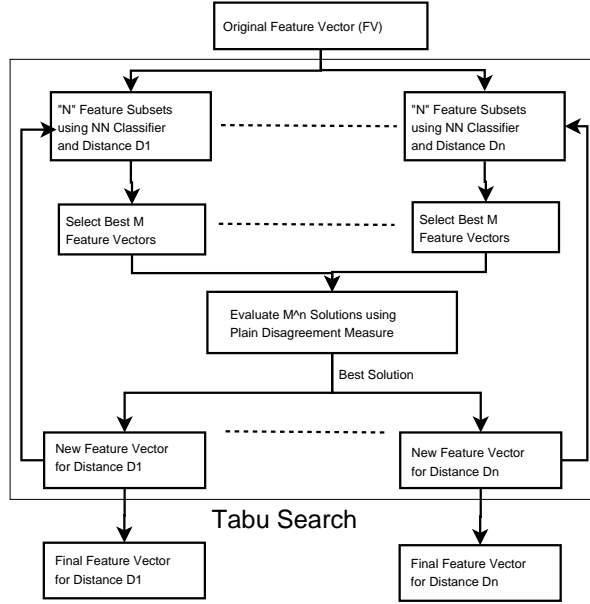 Original Feature Vector (FV)
"N" Feature Subsets
using NN Classifier
and Distance D1
"N" Feature Subsets
using NN Classifier
and Distance Dn
Select Best M
Feature Vectors
Select Best M
Feature Vectors
Evaluate M^n Solutions using
Plain Disagreement Measure
Best Solution
New Feature Vector
for Distance D1
New Feature Vector
for Distance Dn
Tabu Search
Final Feature Vector
for Distance D1
Final Feature Vector
for Distance Dn